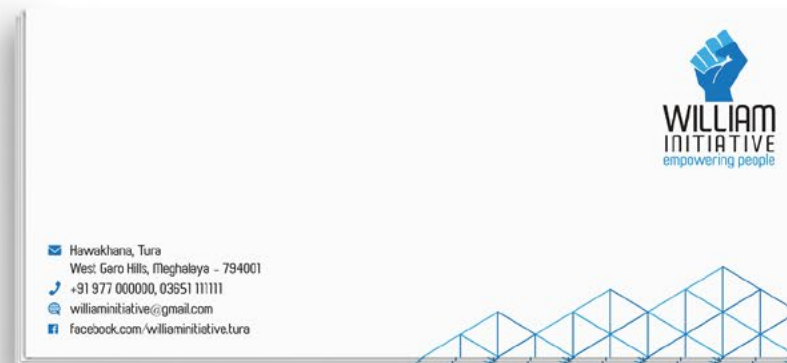 WILLIAM
INITIATIVE
empowering people
Hawakhana, Tura
West Garo Hills, Meghalaya - 794001
+91 977 000000, 03651 111111
williaminitiative@gmail.com
facebook.com/williaminitiative.tura